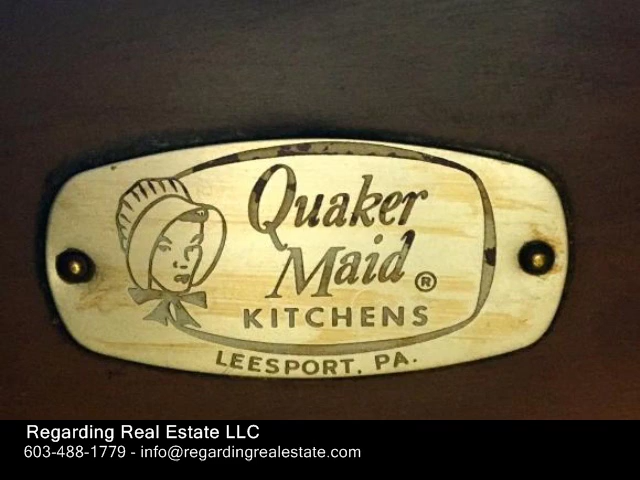 Quaker
Maid ®
KITCHENS
LEESPORT, PA.
Regarding Real Estate LLC
603-488-1779 - info@regardingrealestate.com